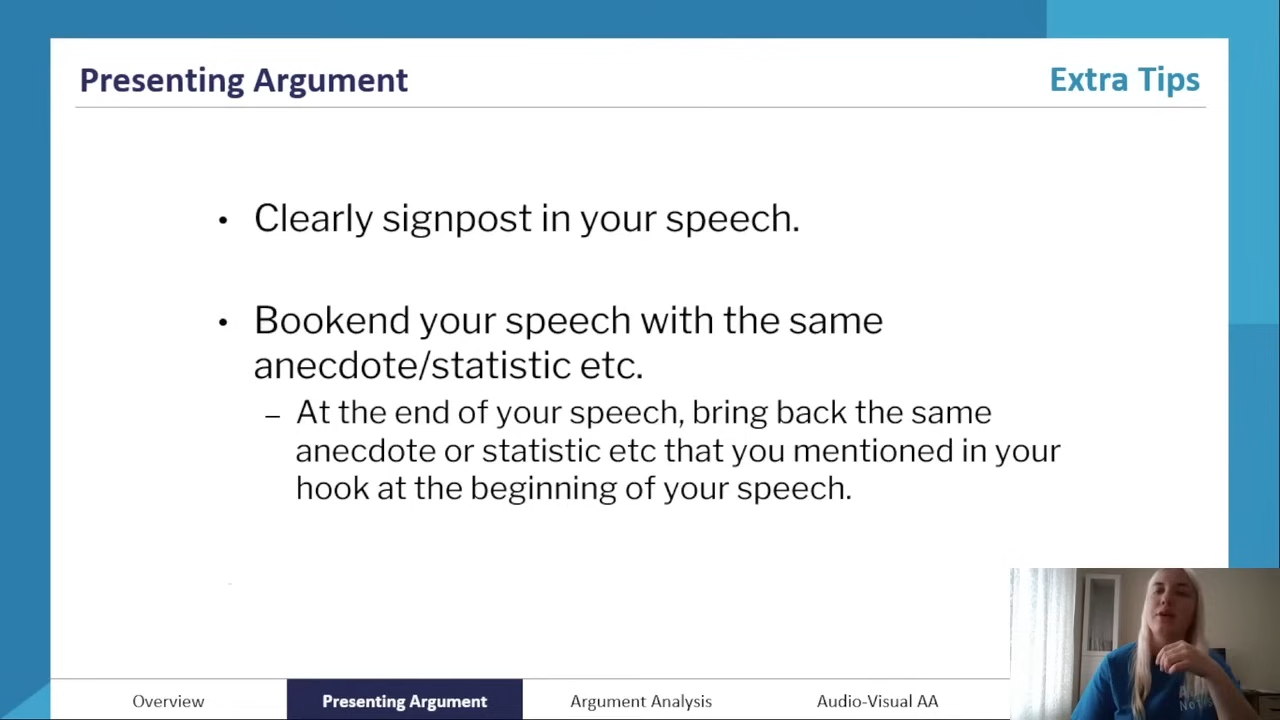 Presenting Argument
Extra Tips
• Clearly signpost in your speech.
• Bookend your speech with the same
anecdote/statistic etc.
– At the end of your speech, bring back the same
anecdote or statistic etc that you mentioned in your
hook at the beginning of your speech.
Overview
Presenting Argument
Argument Analysis
Audio-Visual AA